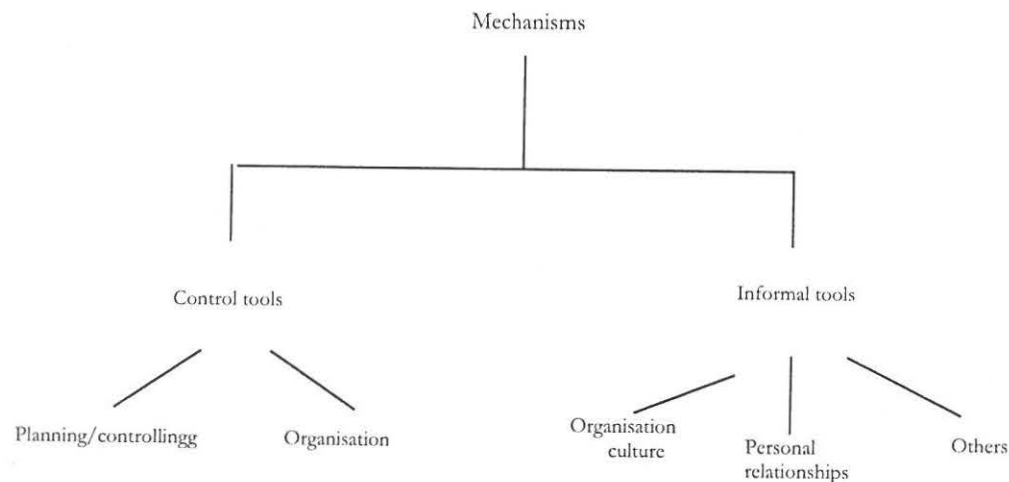 Mechanisms
Control tools
Informal tools
Planning/controllingg
Organisation
Organisation
culture
Personal
relationships
Others